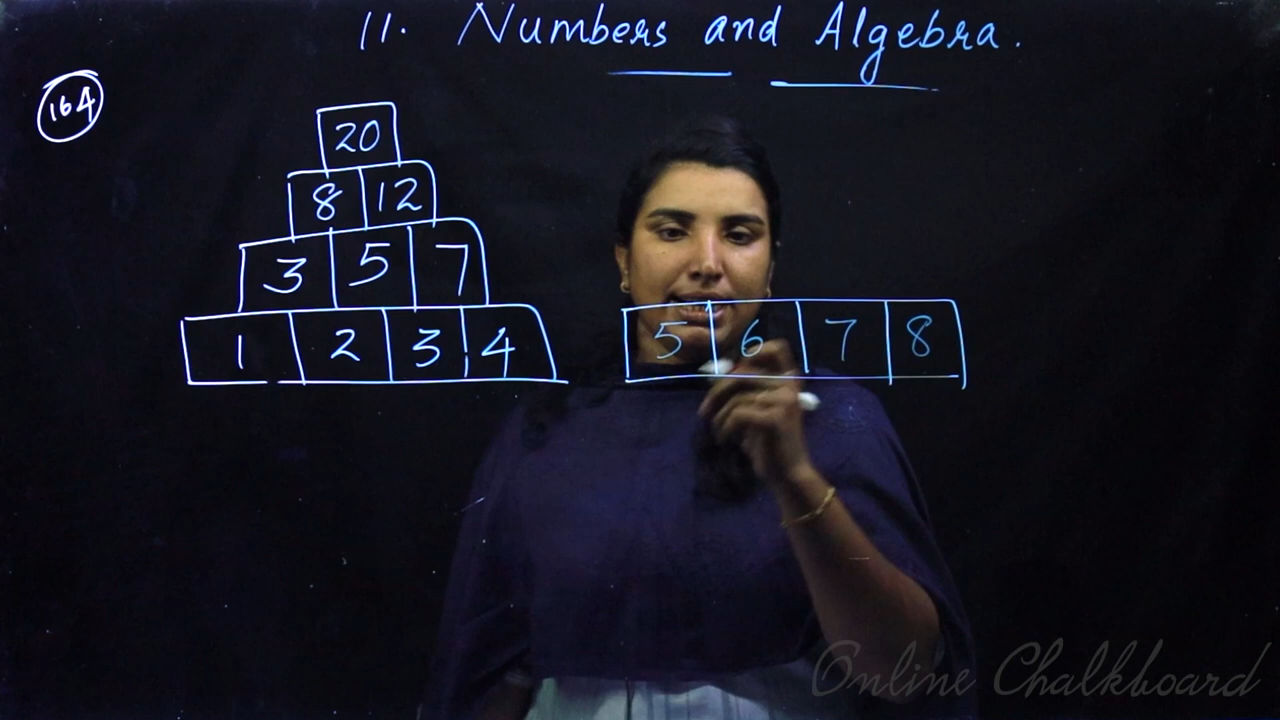 11. Numbers and Algebra.
164
20
8 12
3 5 7
1 2 3 4
5 6 7 8
Online Chalkboard